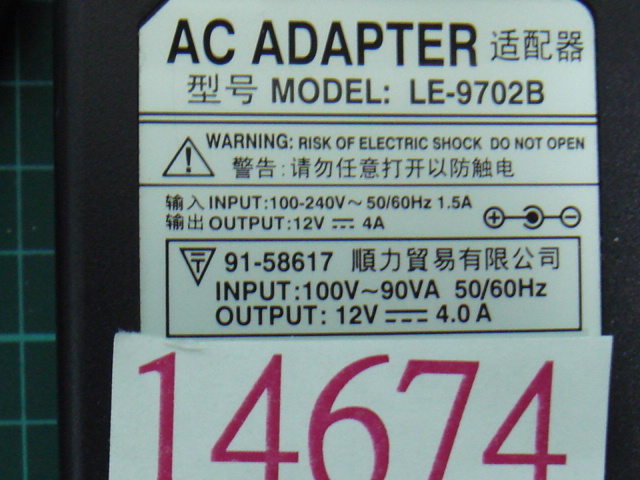 AC ADAPTER 适配器
型号 MODEL: LE-9702B
WARNING: RISK OF ELECTRIC SHOCK DO NOT OPEN
警告:请勿任意打开以防触电
输入 INPUT:100-240V～ 50/60Hz 1.5A
输出 OUTPUT:12V ⎓ 4A
91-58617 順力貿易有限公司
INPUT:100V～90VA 50/60Hz
OUTPUT: 12V ⎓ 4.0 A
14674